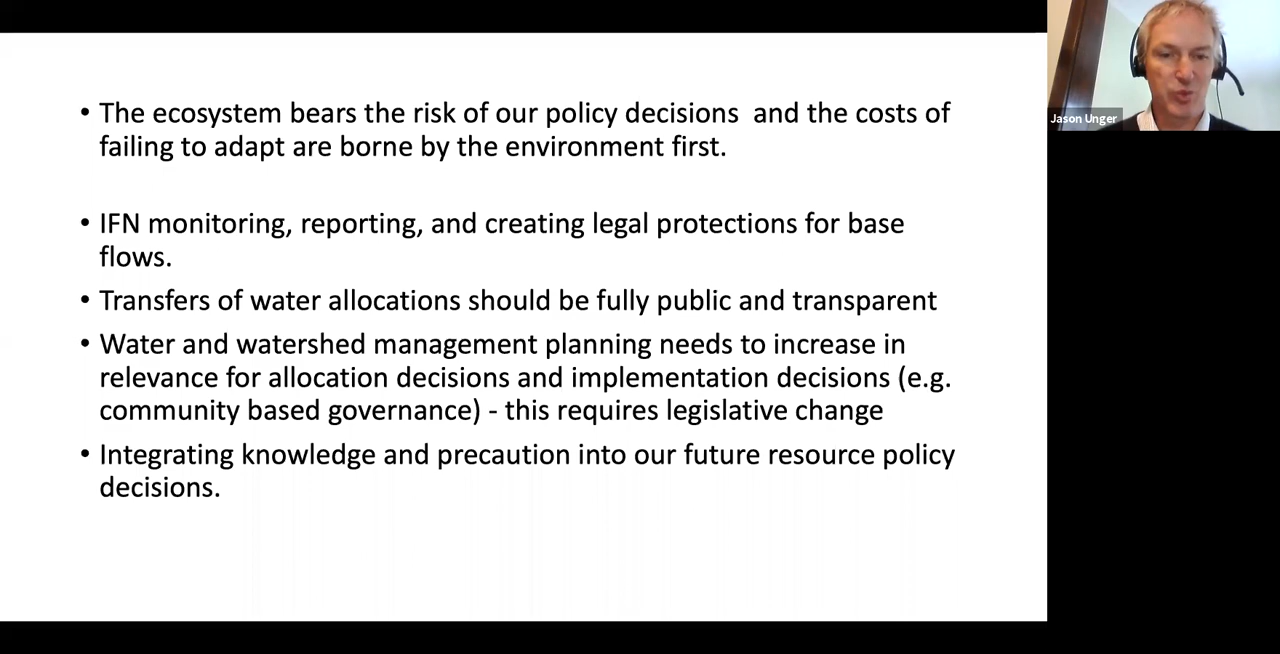 • The ecosystem bears the risk of our policy decisions  and the costs of
failing to adapt are borne by the environment first.
• IFN monitoring, reporting, and creating legal protections for base
flows.
• Transfers of water allocations should be fully public and transparent
• Water and watershed management planning needs to increase in
relevance for allocation decisions and implementation decisions (e.g.
community based governance) - this requires legislative change
• Integrating knowledge and precaution into our future resource policy
decisions.
Jason Unger